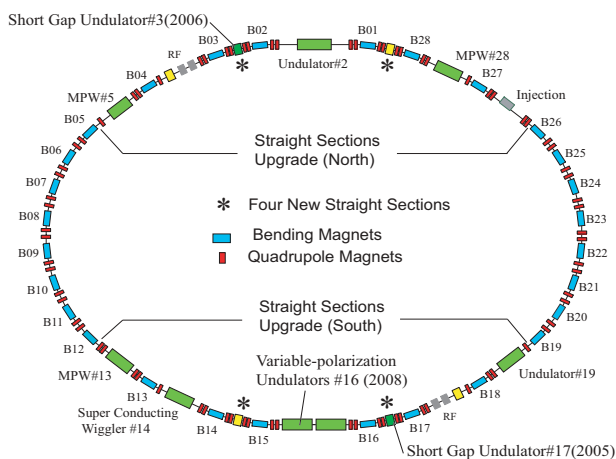 Short Gap Undulator#3(2006)
B02
B01
B03
B28
RF
Undulator#2
*
*
MPW#28
B04
B27
MPW#5
Injection
B05
B26
Straight Sections
Upgrade (North)
B06
B25
B07
B24
* Four New Straight Sections
B08
B23
Bending Magnets
B09
B22
Quadrupole Magnets
B10
B21
B11
B20
Straight Sections
Upgrade (South)
B12
B19
Variable-polarization
Undulators #16 (2008)
MPW#13
Undulator#19
B13
B18
Super Conducting
Wiggler #14
*
*
RF
B14
B17
B15
B16
Short Gap Undulator#17(2005)